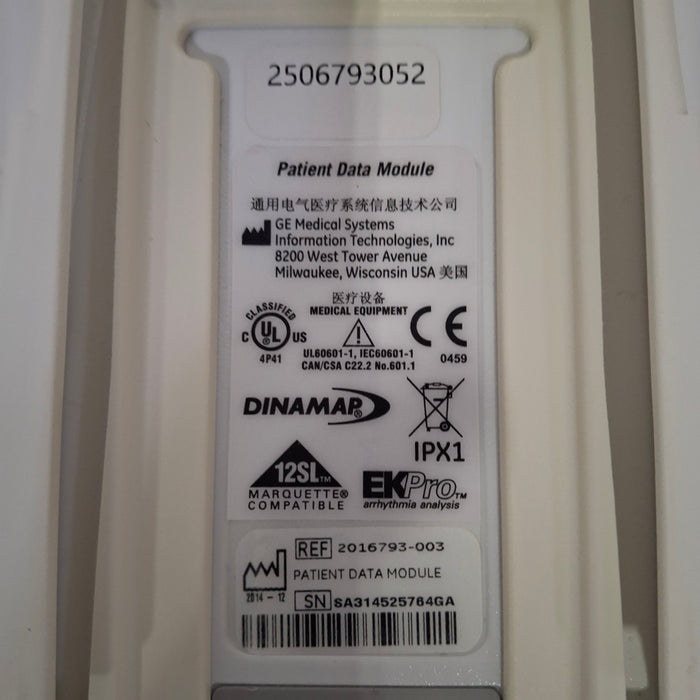 2506793052
Patient Data Module
通用电气医疗系统信息技术公司
GE Medical Systems
Information Technologies, Inc
8200 West Tower Avenue
Milwaukee, Wisconsin USA 美国
医疗设备
MEDICAL EQUIPMENT
CLASSIFIED
C UL US
4P41
UL60601-1, IEC60601-1
CAN/CSA C22.2 No.601.1
CE
0459
DINAMAP®
IPX1
12SL™
MARQUETTE®
COMPATIBLE
EK-Pro™
arrhythmia analysis
REF 2016793-003
PATIENT DATA MODULE
2014-12
SN SA314525764GA